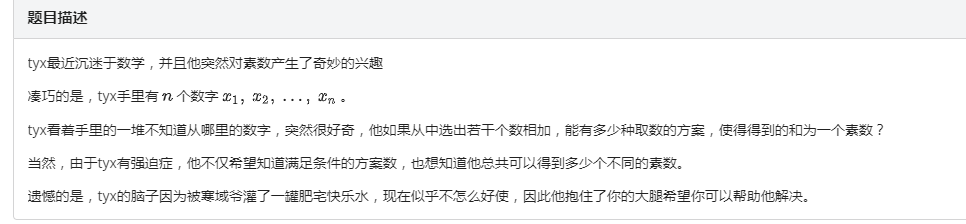 题目描述
tyx最近沉迷于数学，并且他突然对素数产生了奇妙的兴趣
凑巧的是，tyx手里有 n 个数字 x₁, x₂, …, xₙ 。
tyx看着手里的一堆不知道从哪里的数字，突然很好奇，他如果从中选出若干个数相加，能有多少种取数的方案，使得得到的和为一个素数？
当然，由于tyx有强迫症，他不仅希望知道满足条件的方案数，也想知道他总共可以得到多少个不同的素数。
遗憾的是，tyx的脑子因为被寒域爷灌了一罐肥宅快乐水，现在似乎不怎么好使，因此他抱住了你的大腿希望你可以帮助他解决。